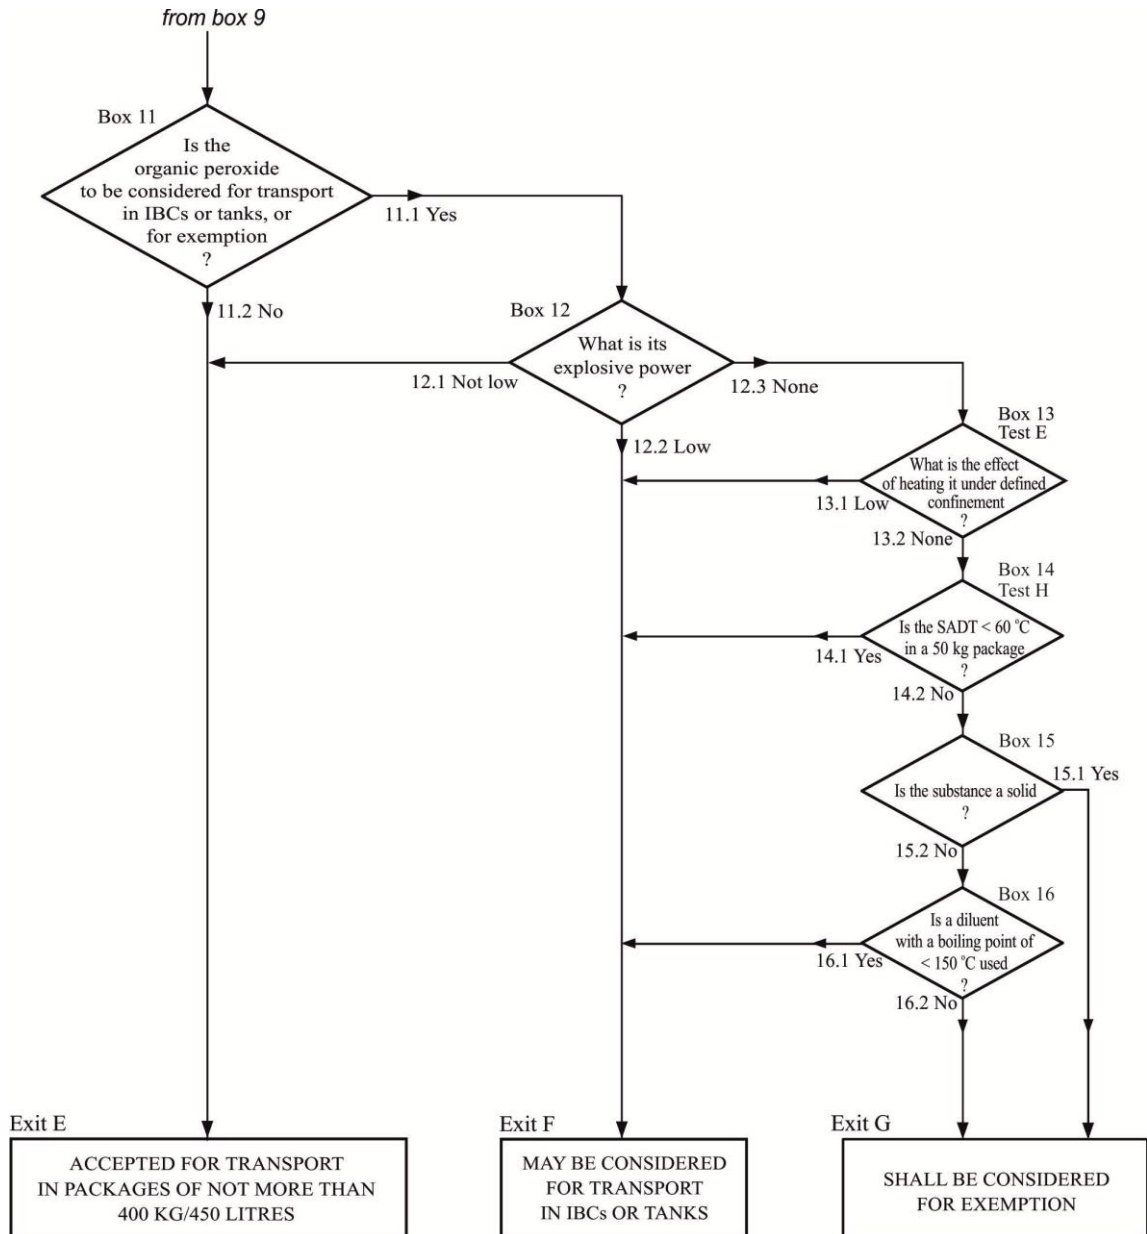 from box 9
Box 11
Is the
organic peroxide
to be considered for transport
in IBCs or tanks, or
for exemption
?
11.1 Yes
11.2 No
Box 12
What is its
explosive power
?
12.1 Not low
12.3 None
12.2 Low
Box 13
Test E
What is the effect
of heating it under defined
confinement
?
13.1 Low
13.2 None
Box 14
Test H
Is the SADT < 60 °C
in a 50 kg package
?
14.1 Yes
14.2 No
Box 15
15.1 Yes
Is the substance a solid
?
15.2 No
Box 16
Is a diluent
with a boiling point of
< 150 °C used
?
16.1 Yes
16.2 No
Exit E
ACCEPTED FOR TRANSPORT
IN PACKAGES OF NOT MORE THAN
400 KG/450 LITRES
Exit F
MAY BE CONSIDERED
FOR TRANSPORT
IN IBCs OR TANKS
Exit G
SHALL BE CONSIDERED
FOR EXEMPTION